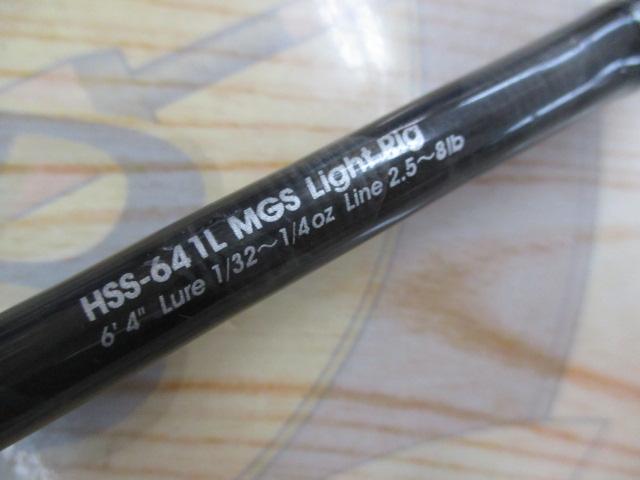 HSS-641L MGS Light Rig
6' 4" Lure 1/32～1/4oz Line 2.5～8lb